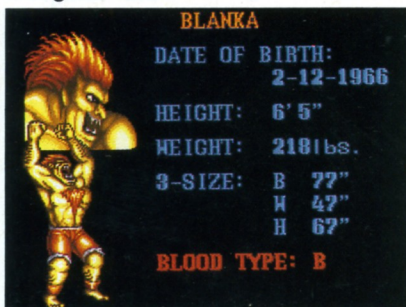 BLANKA
DATE OF BIRTH:
2-12-1966
HEIGHT: 6'5"
WEIGHT: 218lbs.
3-SIZE: B 77"
W 47"
H 67"
BLOOD TYPE: B